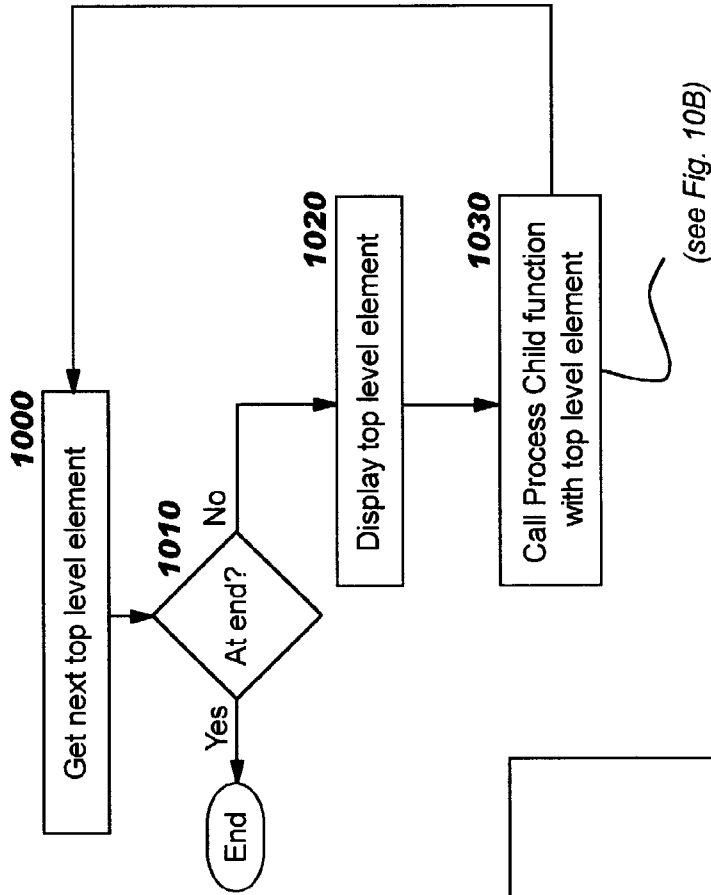 1000
Get next top level element
1010
At end?
No
Yes
End
1020
Display top level element
1030
Call Process Child function
with top level element
(see Fig. 10B)